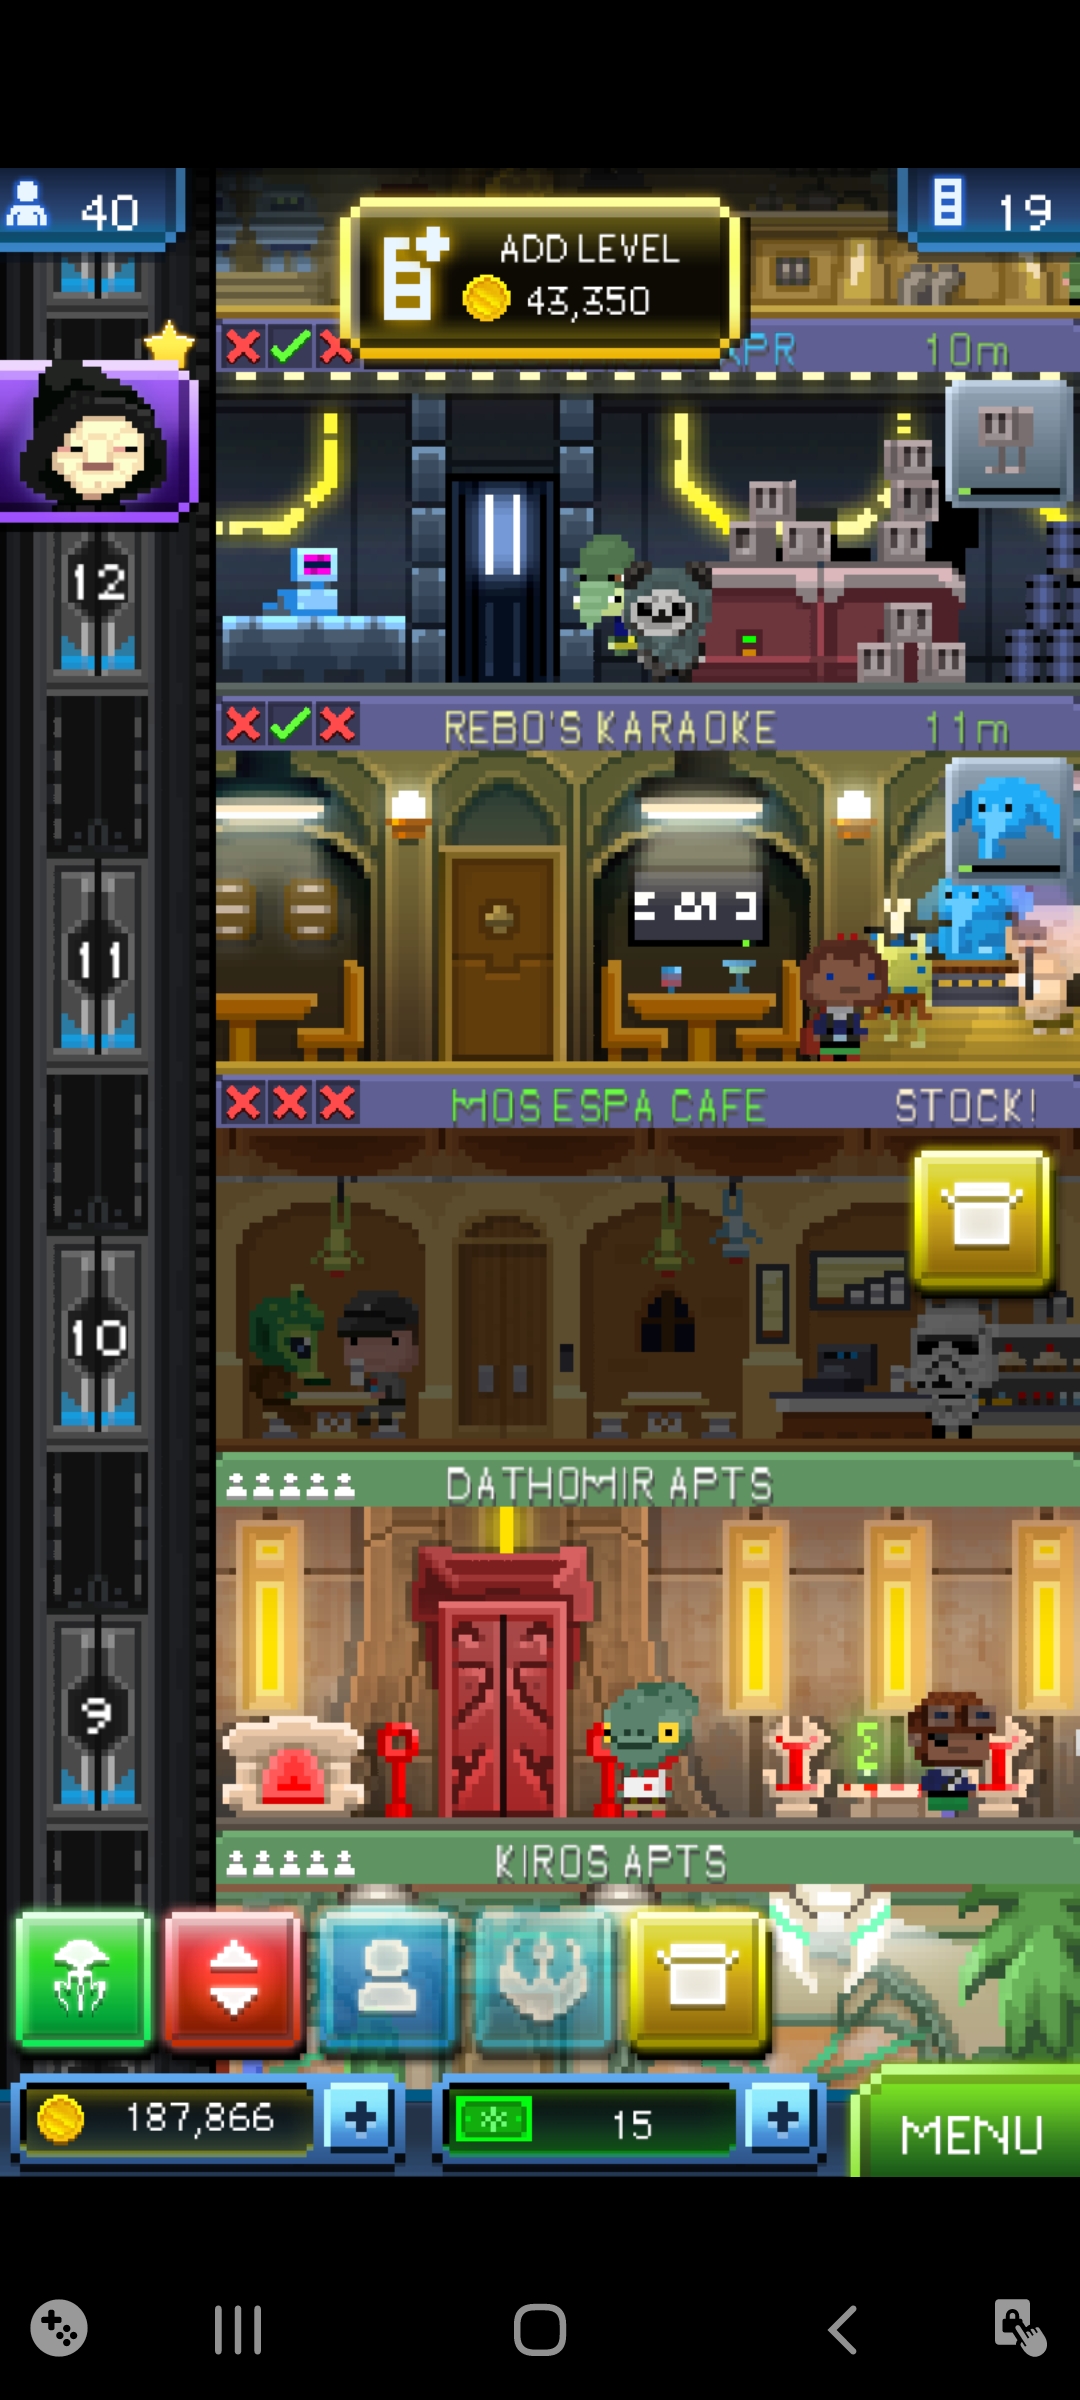 40
19
ADD LEVEL
43,350
10m
12
REBO'S KARAOKE
11m
11
MOS ESPA CAFE
STOCK!
10
DATHOMIR APTS
9
KIROS APTS
187,866
15
MENU